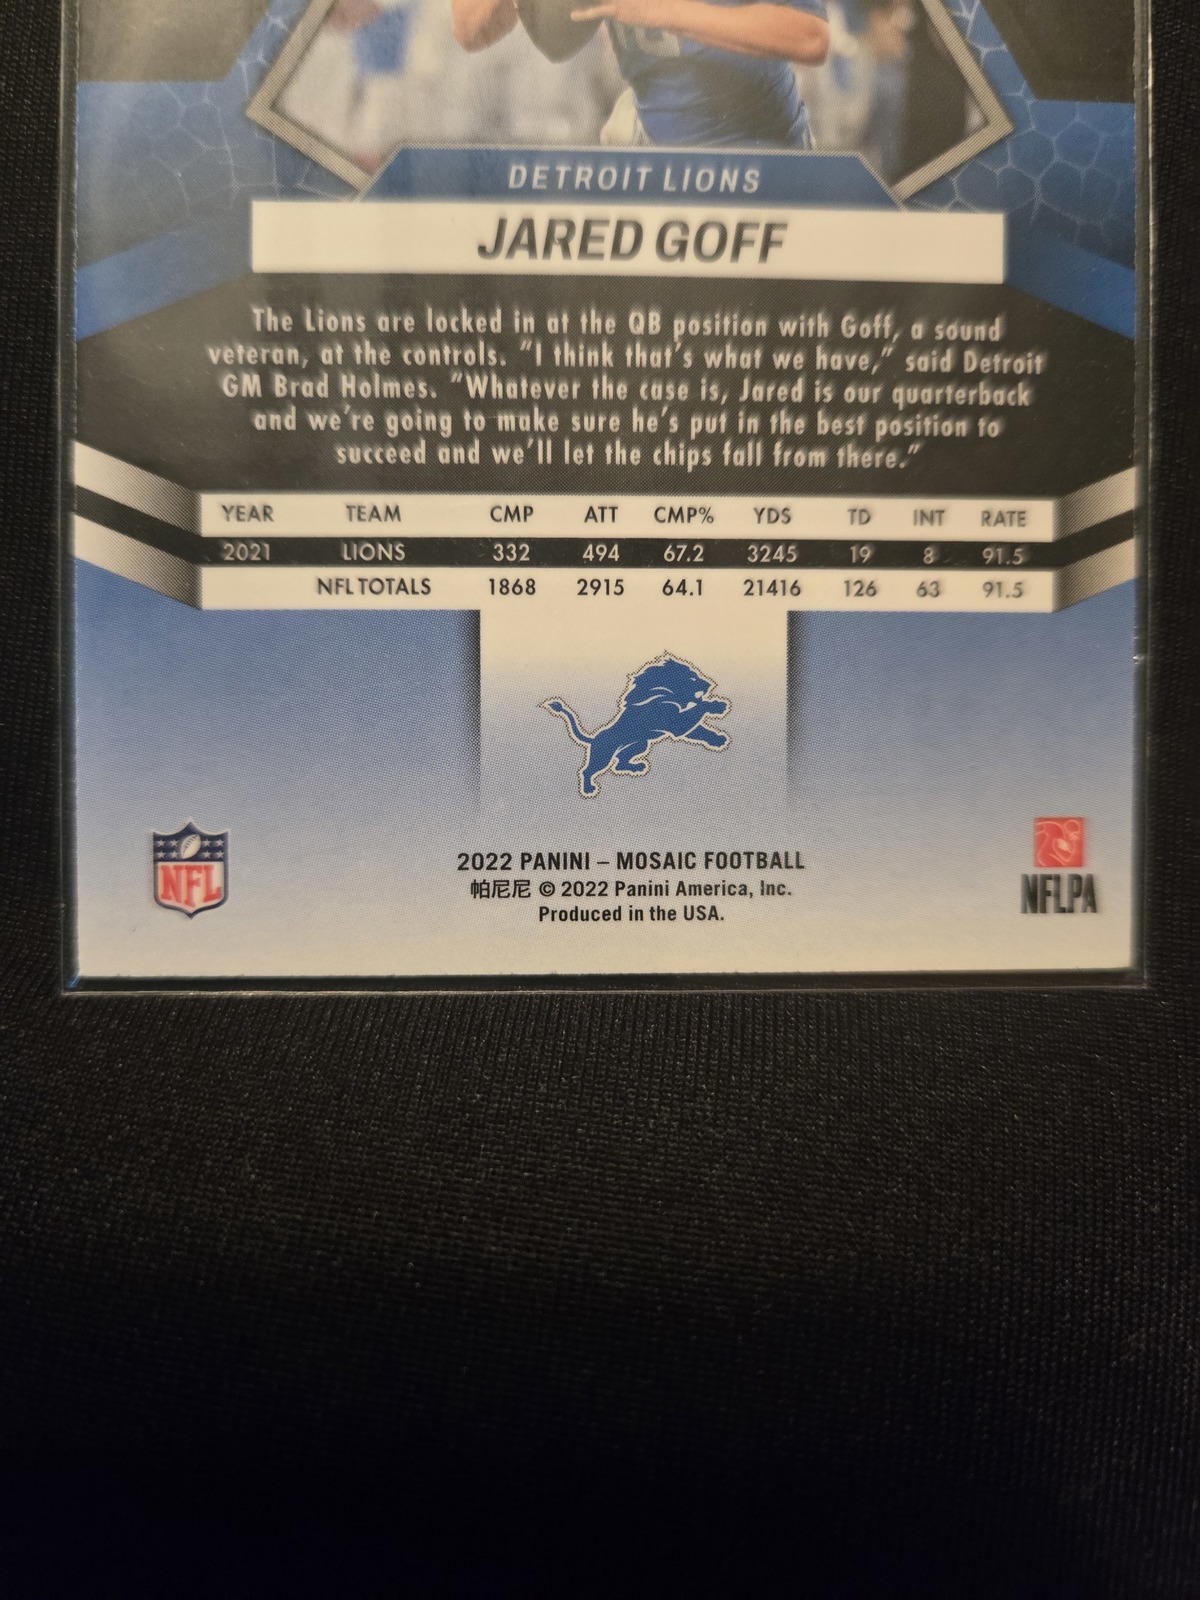 DETROIT LIONS
JARED GOFF
The Lions are locked in at the QB position with Goff, a sound
veteran, at the controls. "I think that's what we have," said Detroit
GM Brad Holmes. "Whatever the case is, Jared is our quarterback
and we're going to make sure he's put in the best position to
succeed and we'll let the chips fall from there."
YEAR TEAM CMP ATT CMP% YDS TD INT RATE
2021 LIONS 332 494 67.2 3245 19 8 91.5
NFL TOTALS 1868 2915 64.1 21416 126 63 91.5
NFL
2022 PANINI – MOSAIC FOOTBALL
帕尼尼 © 2022 Panini America, Inc.
Produced in the USA.
NFLPA